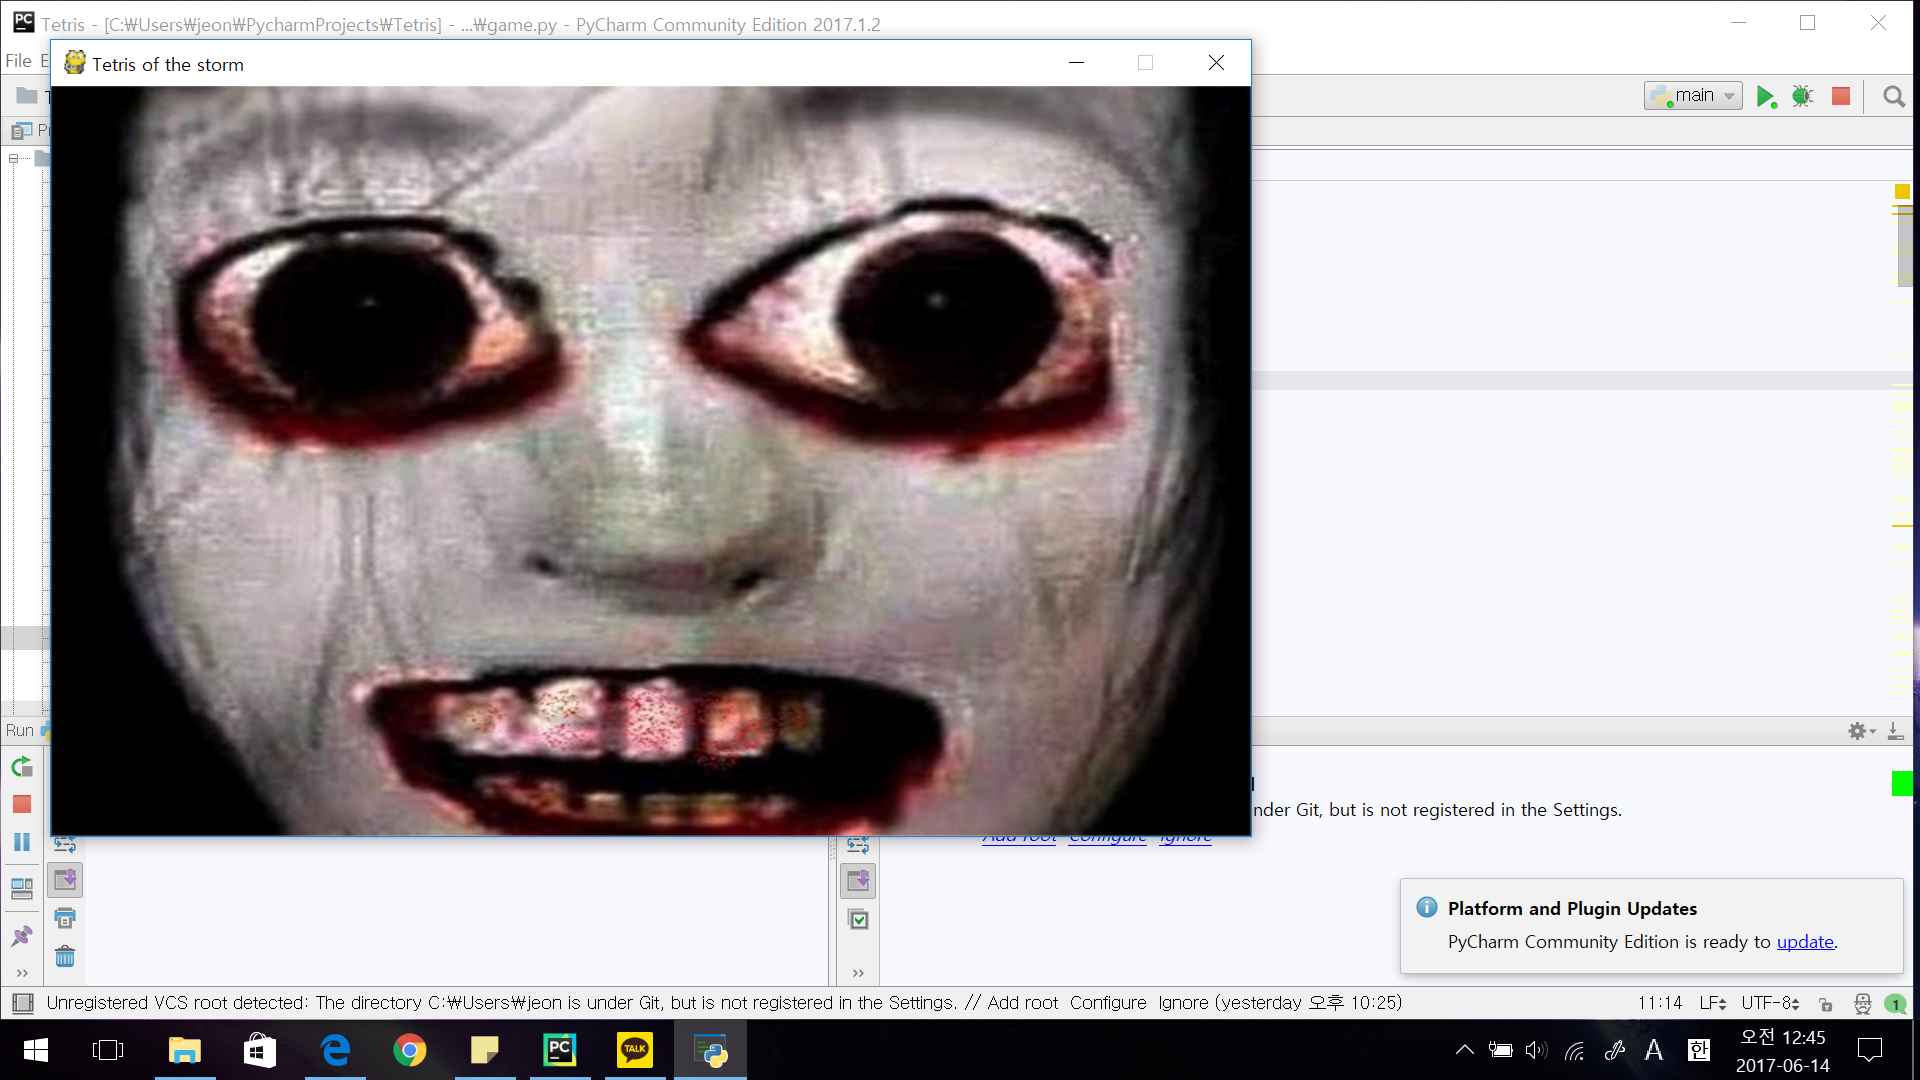 PC
Tetris - [C:₩Users₩jeon₩PycharmProjects₩Tetris] - ...₩game.py - PyCharm Community Edition 2017.1.2
File
Tetris of the storm
main
Run
nder Git, but is not registered in the Settings.
Add root Configure Ignore
Platform and Plugin Updates
PyCharm Community Edition is ready to update.
Unregistered VCS root detected: The directory C:₩Users₩jeon is under Git, but is not registered in the Settings. // Add root Configure Ignore (yesterday 오후 10:25)
11:14 LF UTF-8 1
PC TALK A 한 오전 12:45
2017-06-14